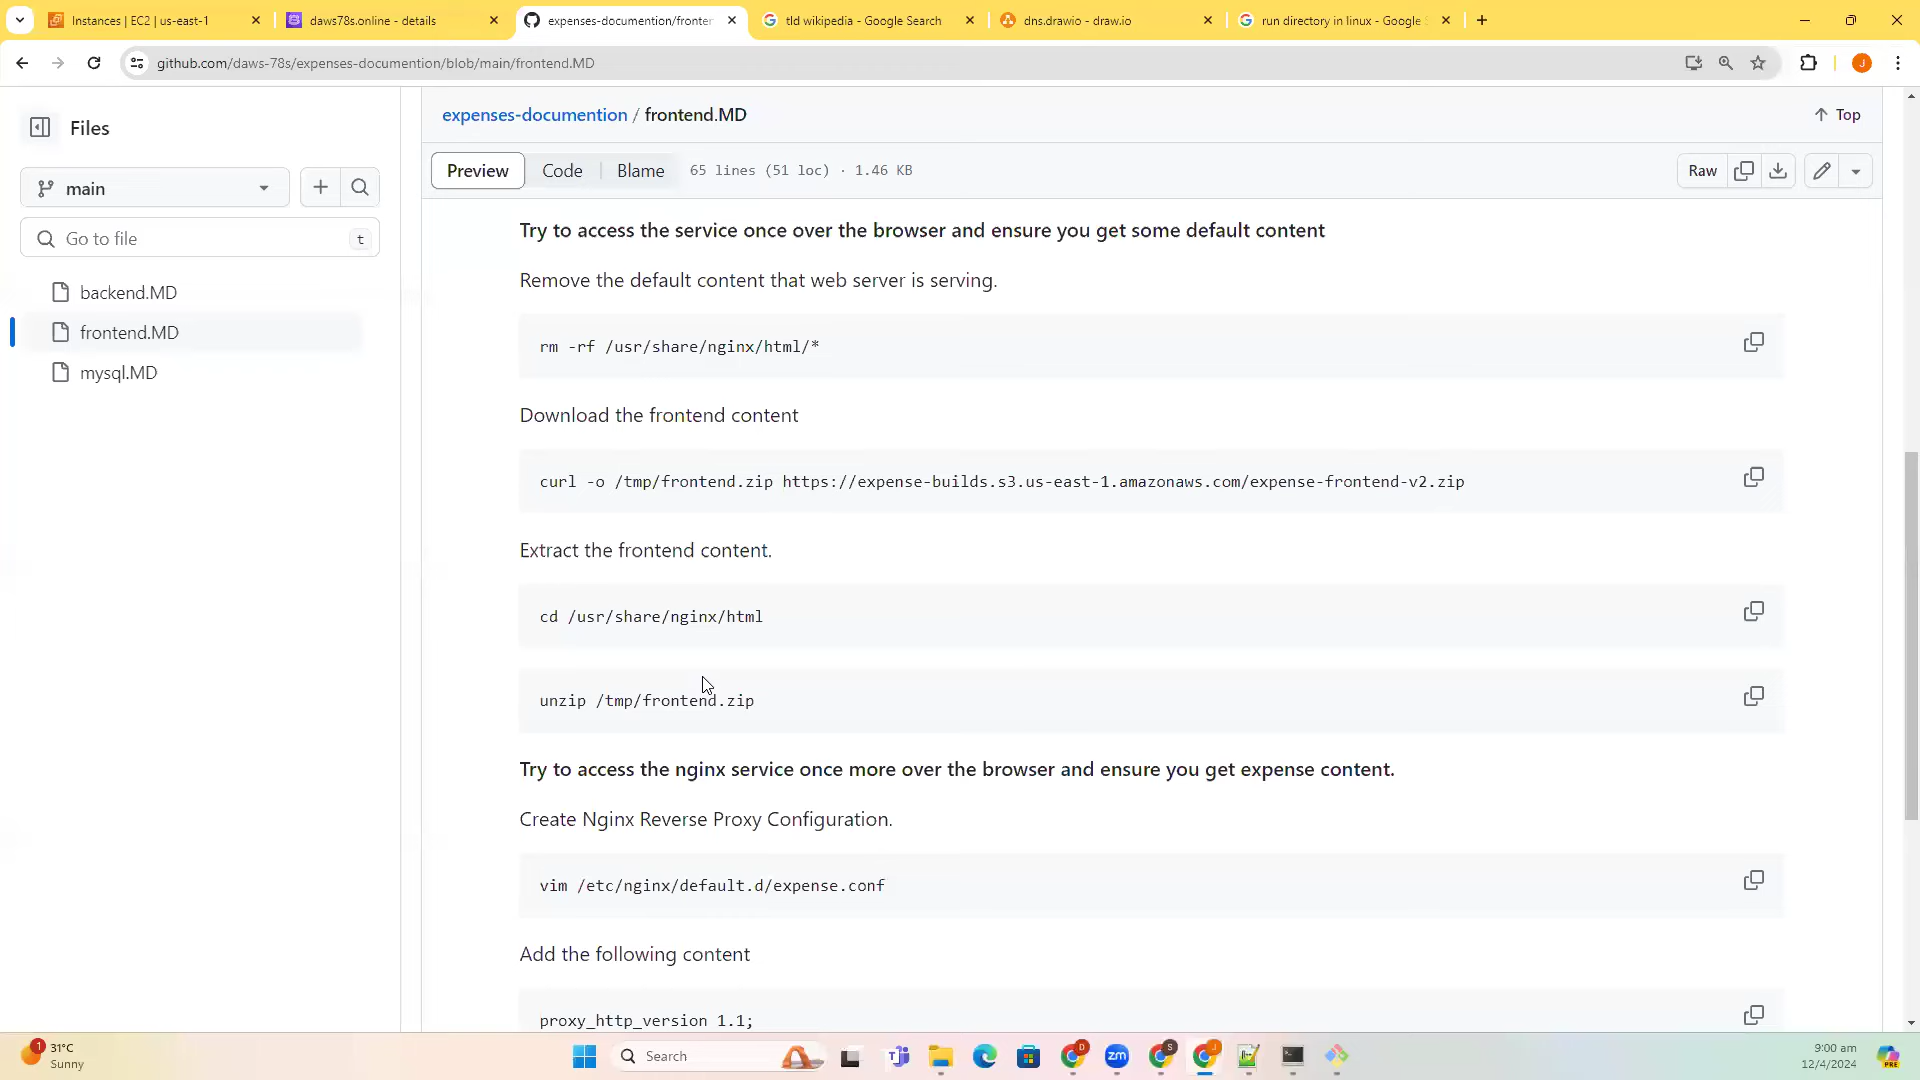 Instances | EC2 | us-east-1
daws78s.online - details
expenses-documention/fronter
tld wikipedia - Google Search
dns.drawio - draw.io
run directory in linux - Google
github.com/daws-78s/expenses-documention/blob/main/frontend.MD
J
Files
main
Go to file
t
backend.MD
frontend.MD
mysql.MD
expenses-documention / frontend.MD
Top
Preview
Code
Blame
65 lines (51 loc) · 1.46 KB
Raw
Try to access the service once over the browser and ensure you get some default content
Remove the default content that web server is serving.
rm -rf /usr/share/nginx/html/*
Download the frontend content
curl -o /tmp/frontend.zip https://expense-builds.s3.us-east-1.amazonaws.com/expense-frontend-v2.zip
Extract the frontend content.
cd /usr/share/nginx/html
unzip /tmp/frontend.zip
Try to access the nginx service once more over the browser and ensure you get expense content.
Create Nginx Reverse Proxy Configuration.
vim /etc/nginx/default.d/expense.conf
Add the following content
proxy_http_version 1.1;
1
31°C
Sunny
Search
D
zm
S
J
9:00 am
12/4/2024
PRE